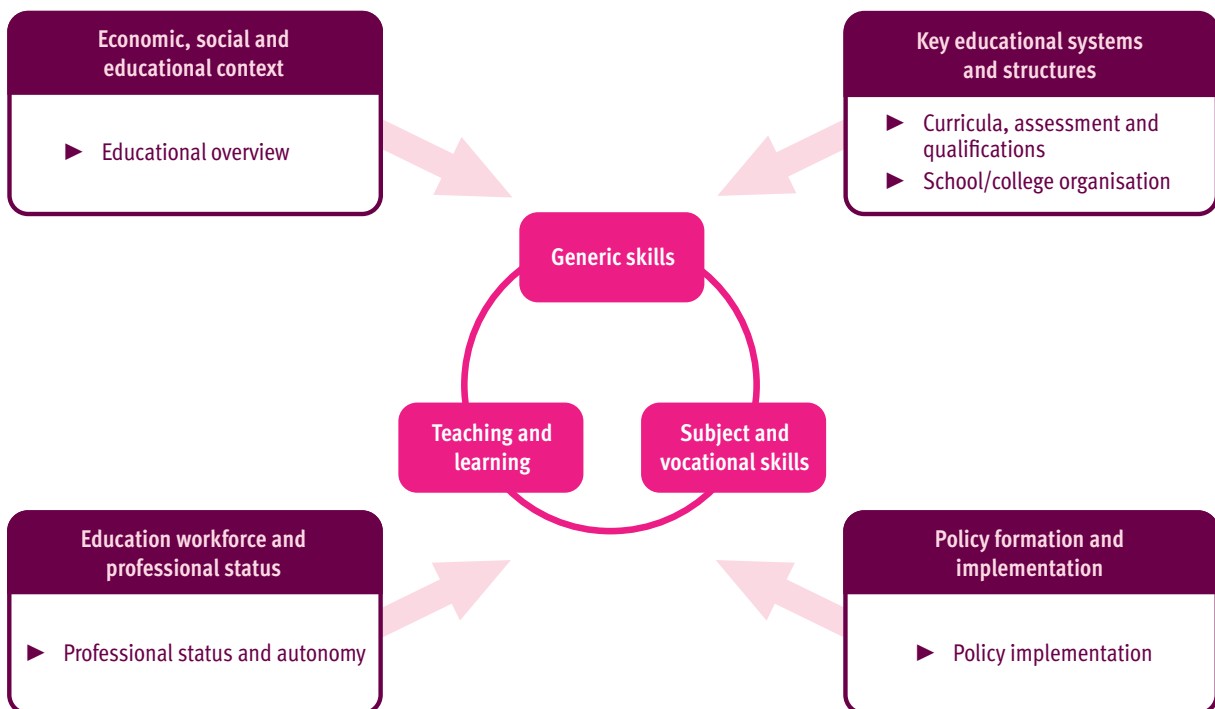 Economic, social and
educational context
► Educational overview
Key educational systems
and structures
► Curricula, assessment and
qualifications
► School/college organisation
Generic skills
Teaching and
learning
Subject and
vocational skills
Education workforce and
professional status
► Professional status and autonomy
Policy formation and
implementation
► Policy implementation